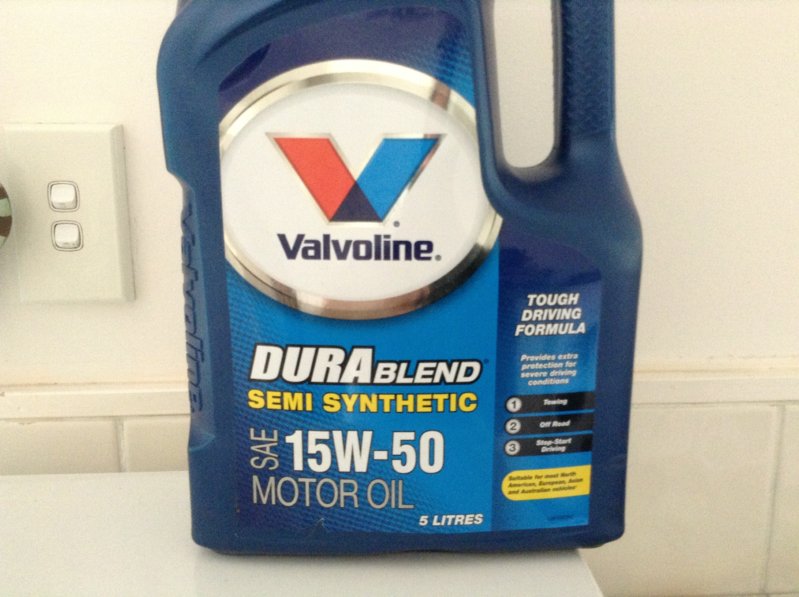 Valvoline
Valvoline®
DURABLEND
SEMI SYNTHETIC
SAE 15W-50
MOTOR OIL
5 LITRES
TOUGH
DRIVING
FORMULA
Provides extra
protection for
severe driving
conditions
1 Towing
2 Off Road
3 Stop-Start
Driving
Suitable for most North
American, European, Asian
and Australian vehicles